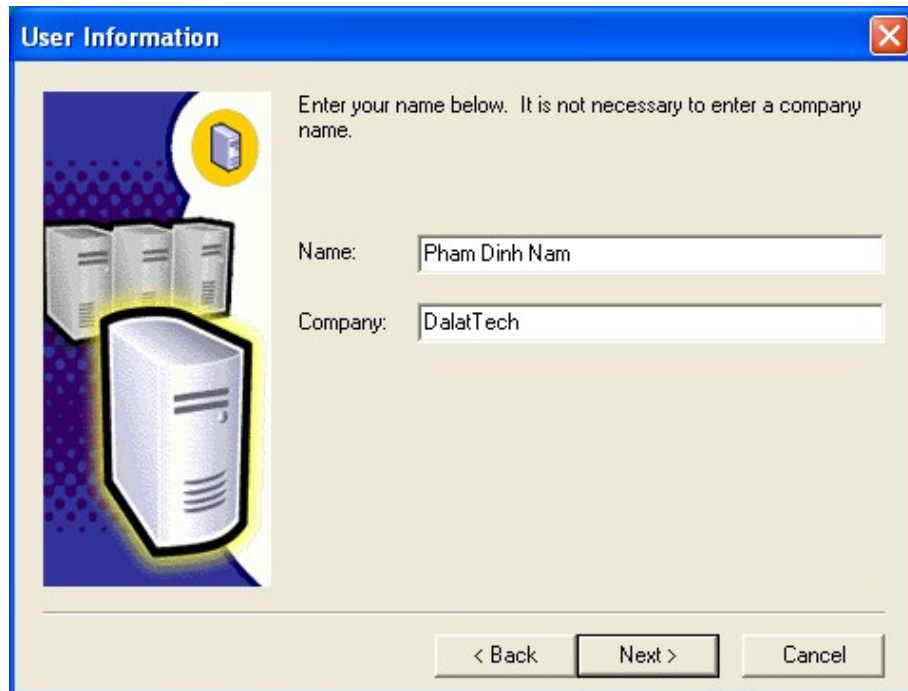 User Information
Enter your name below.  It is not necessary to enter a company
name.
Name: Pham Dinh Nam
Company: DalatTech
< Back Next > Cancel